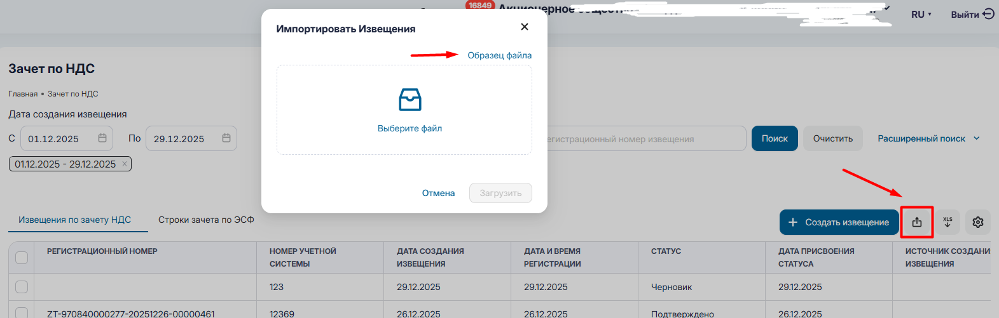 16849
Акционерное общество
RU
Выйти
Импортировать Извещения
Образец файла
Выберите файл
Отмена
Загрузить
Зачет по НДС
Главная • Зачет по НДС
Дата создания извещения
С 01.12.2025 По 29.12.2025
егистрационный номер извещения
Поиск
Очистить
Расширенный поиск
01.12.2025 - 29.12.2025 ×
Извещения по зачету НДС
Строки зачета по ЭСФ
+ Создать извещение
XLS
РЕГИСТРАЦИОННЫЙ НОМЕР
НОМЕР УЧЕТНОЙ
СИСТЕМЫ
ДАТА СОЗДАНИЯ
ИЗВЕЩЕНИЯ
ДАТА И ВРЕМЯ
РЕГИСТРАЦИИ
СТАТУС
ДАТА ПРИСВОЕНИЯ
СТАТУСА
ИСТОЧНИК СОЗДАНИ
ИЗВЕЩЕНИЯ
123 29.12.2025 29.12.2025 Черновик 29.12.2025
ZT-970840000277-20251226-00000461 12369 26.12.2025 26.12.2025 Подтверждено 26.12.2025